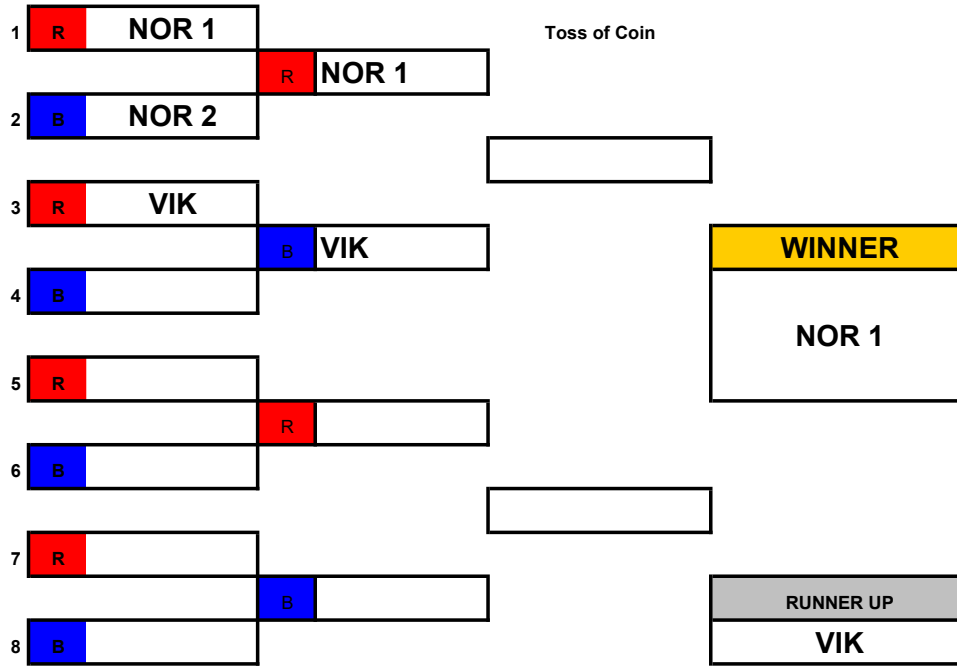 1 R NOR 1 Toss of Coin
R NOR 1
2 B NOR 2
3 R VIK
B VIK WINNER
4 B
NOR 1
5 R
R
6 B
7 R
B RUNNER UP
8 B VIK